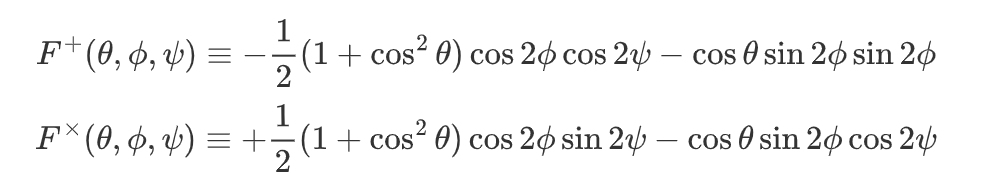 F⁺(θ, ϕ, ψ) ≡ −1/2(1 + cos² θ) cos 2ϕ cos 2ψ − cos θ sin 2ϕ sin 2ϕ
F^×(θ, ϕ, ψ) ≡ +1/2(1 + cos² θ) cos 2ϕ sin 2ψ − cos θ sin 2ϕ cos 2ψ